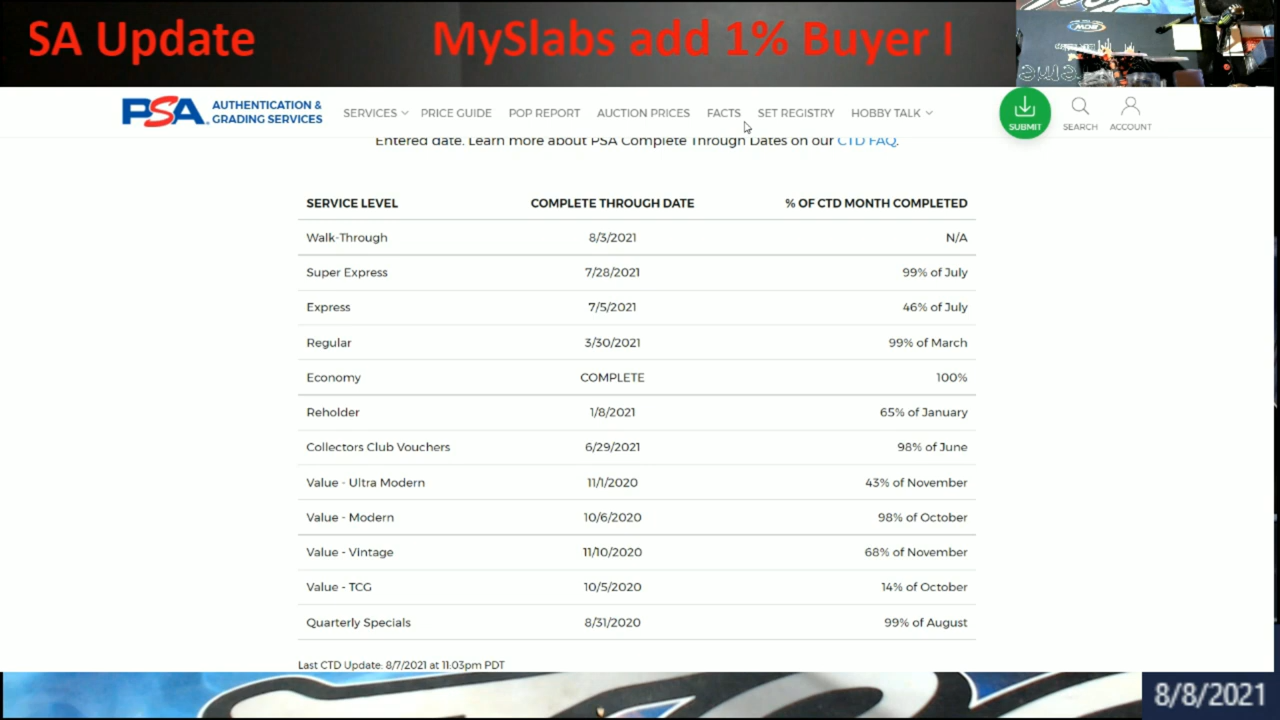 SA Update MySlabs add 1% Buyer I
PSA AUTHENTICATION &
GRADING SERVICES
SERVICES PRICE GUIDE POP REPORT AUCTION PRICES FACTS SET REGISTRY HOBBY TALK
SUBMIT SEARCH ACCOUNT
Entered date. Learn more about PSA Complete Through Dates on our CTD FAQ.
SERVICE LEVEL COMPLETE THROUGH DATE % OF CTD MONTH COMPLETED
Walk-Through 8/3/2021 N/A
Super Express 7/28/2021 99% of July
Express 7/5/2021 46% of July
Regular 3/30/2021 99% of March
Economy COMPLETE 100%
Reholder 1/8/2021 65% of January
Collectors Club Vouchers 6/29/2021 98% of June
Value - Ultra Modern 11/1/2020 43% of November
Value - Modern 10/6/2020 98% of October
Value - Vintage 11/10/2020 68% of November
Value - TCG 10/5/2020 14% of October
Quarterly Specials 8/31/2020 99% of August
Last CTD Update: 8/7/2021 at 11:03pm PDT
8/8/2021